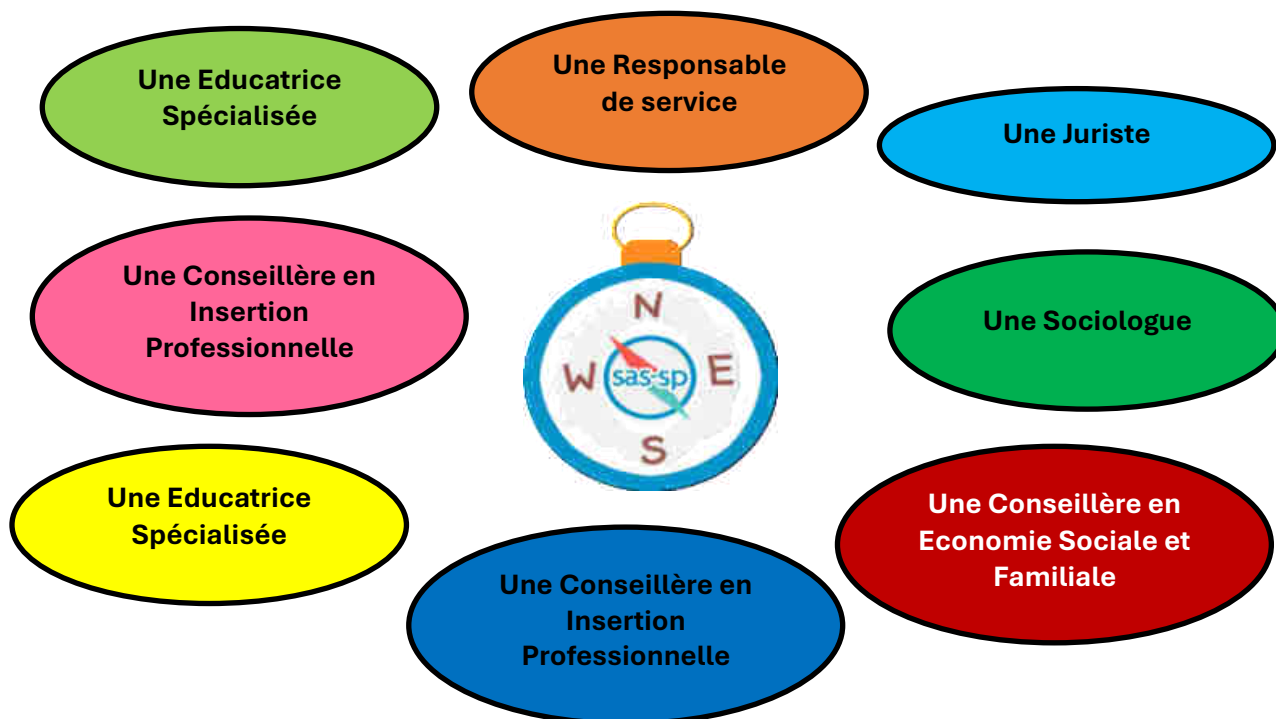 Une Educatrice
Spécialisée
Une Responsable
de service
Une Juriste
Une Conseillère en
Insertion
Professionnelle
N
W
sas-sp
E
S
Une Sociologue
Une Educatrice
Spécialisée
Une Conseillère en
Insertion
Professionnelle
Une Conseillère en
Economie Sociale et
Familiale